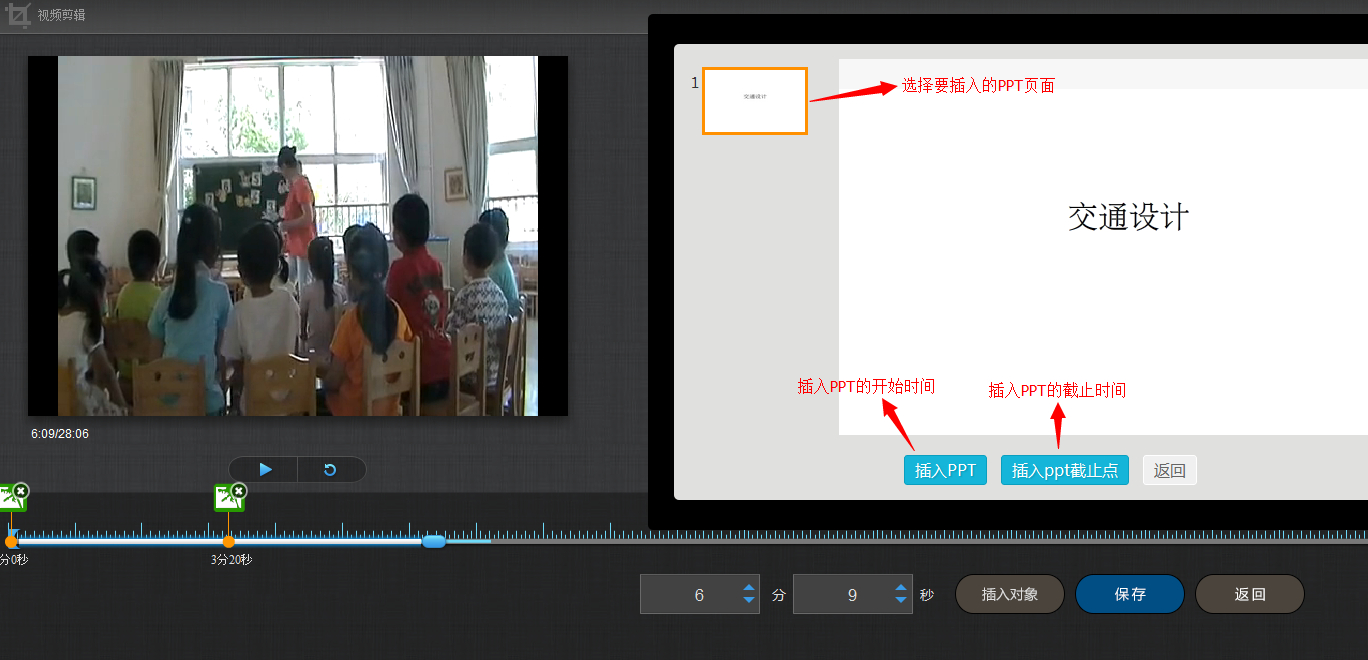 视频剪辑
1
交通设计
选择要插入的PPT页面
交通设计
插入PPT的开始时间
插入PPT的截止时间
6:09/28:06
插入PPT
插入ppt截止点
返回
分0秒
3分20秒
6
分
9
秒
插入对象
保存
返回